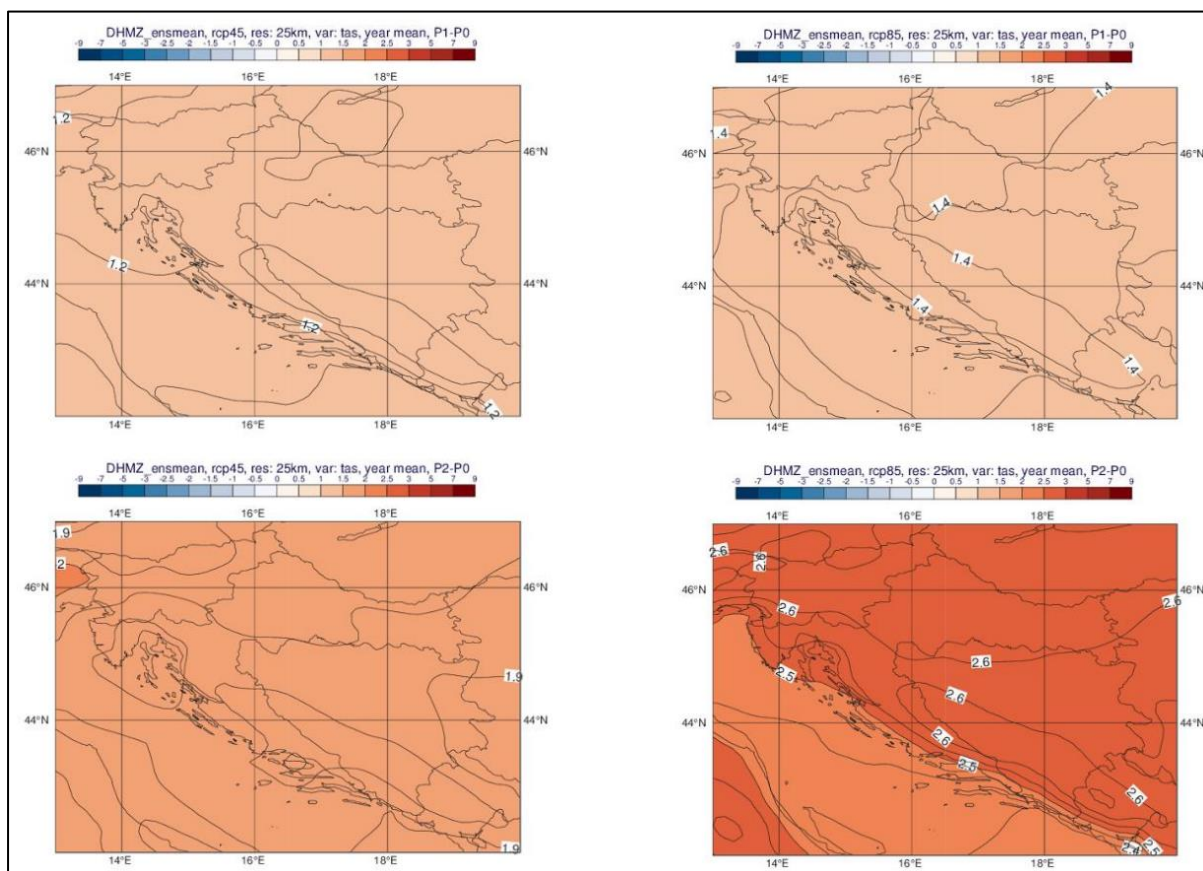 DHMZ_ensmean, rcp45, res: 25km, var: tas, year mean, P1-P0
-9 -7 -5 -3 -2.5 -2 -1.5 -1 -0.5 0 0.5 1 1.5 2 2.5 3 5 7 9
14°E 16°E 18°E
1.2
46°N
1.2
44°N
1.2
1.2
14°E 16°E 18°E
DHMZ_ensmean, rcp85, res: 25km, var: tas, year mean, P1-P0
-9 -7 -5 -3 -2.5 -2 -1.5 -1 -0.5 0 0.5 1 1.5 2 2.5 3 5 7 9
14°E 16°E 18°E
1.4
1.4
46°N 46°N
1.4
1.4
44°N 44°N
1.4
1.4
14°E 16°E 18°E
DHMZ_ensmean, rcp45, res: 25km, var: tas, year mean, P2-P0
-9 -7 -5 -3 -2.5 -2 -1.5 -1 -0.5 0 0.5 1 1.5 2 2.5 3 5 7 9
14°E 16°E 18°E
1.9
2
46°N
1.9
44°N
1.9
14°E 16°E 18°E
DHMZ_ensmean, rcp85, res: 25km, var: tas, year mean, P2-P0
-9 -7 -5 -3 -2.5 -2 -1.5 -1 -0.5 0 0.5 1 1.5 2 2.5 3 5 7 9
14°E 16°E 18°E
2.6
2.6
46°N 46°N
2.6 2.6
2.6
2.5
2.6
44°N 44°N
2.6
2.5
2.6
2.5
2.4
14°E 16°E 18°E